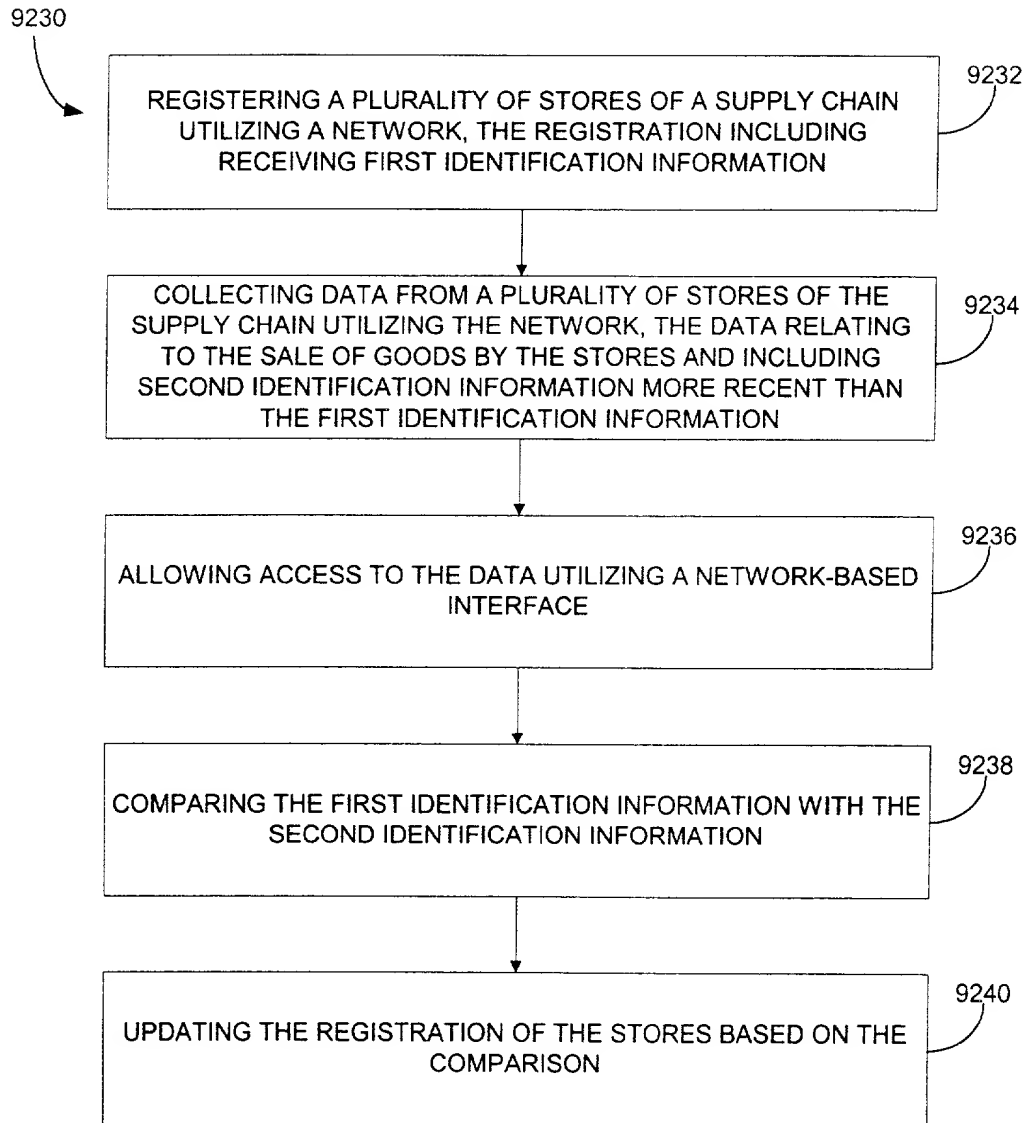 9230
9232
REGISTERING A PLURALITY OF STORES OF A SUPPLY CHAIN
UTILIZING A NETWORK, THE REGISTRATION INCLUDING
RECEIVING FIRST IDENTIFICATION INFORMATION
9234
COLLECTING DATA FROM A PLURALITY OF STORES OF THE
SUPPLY CHAIN UTILIZING THE NETWORK, THE DATA RELATING
TO THE SALE OF GOODS BY THE STORES AND INCLUDING
SECOND IDENTIFICATION INFORMATION MORE RECENT THAN
THE FIRST IDENTIFICATION INFORMATION
9236
ALLOWING ACCESS TO THE DATA UTILIZING A NETWORK-BASED
INTERFACE
9238
COMPARING THE FIRST IDENTIFICATION INFORMATION WITH THE
SECOND IDENTIFICATION INFORMATION
9240
UPDATING THE REGISTRATION OF THE STORES BASED ON THE
COMPARISON